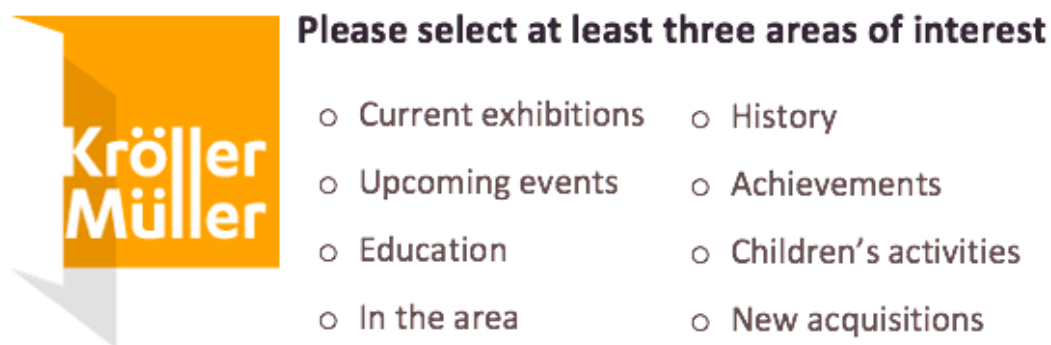 Please select at least three areas of interest
Kröller
Müller
Current exhibitions
Upcoming events
Education
In the area
History
Achievements
Children’s activities
New acquisitions